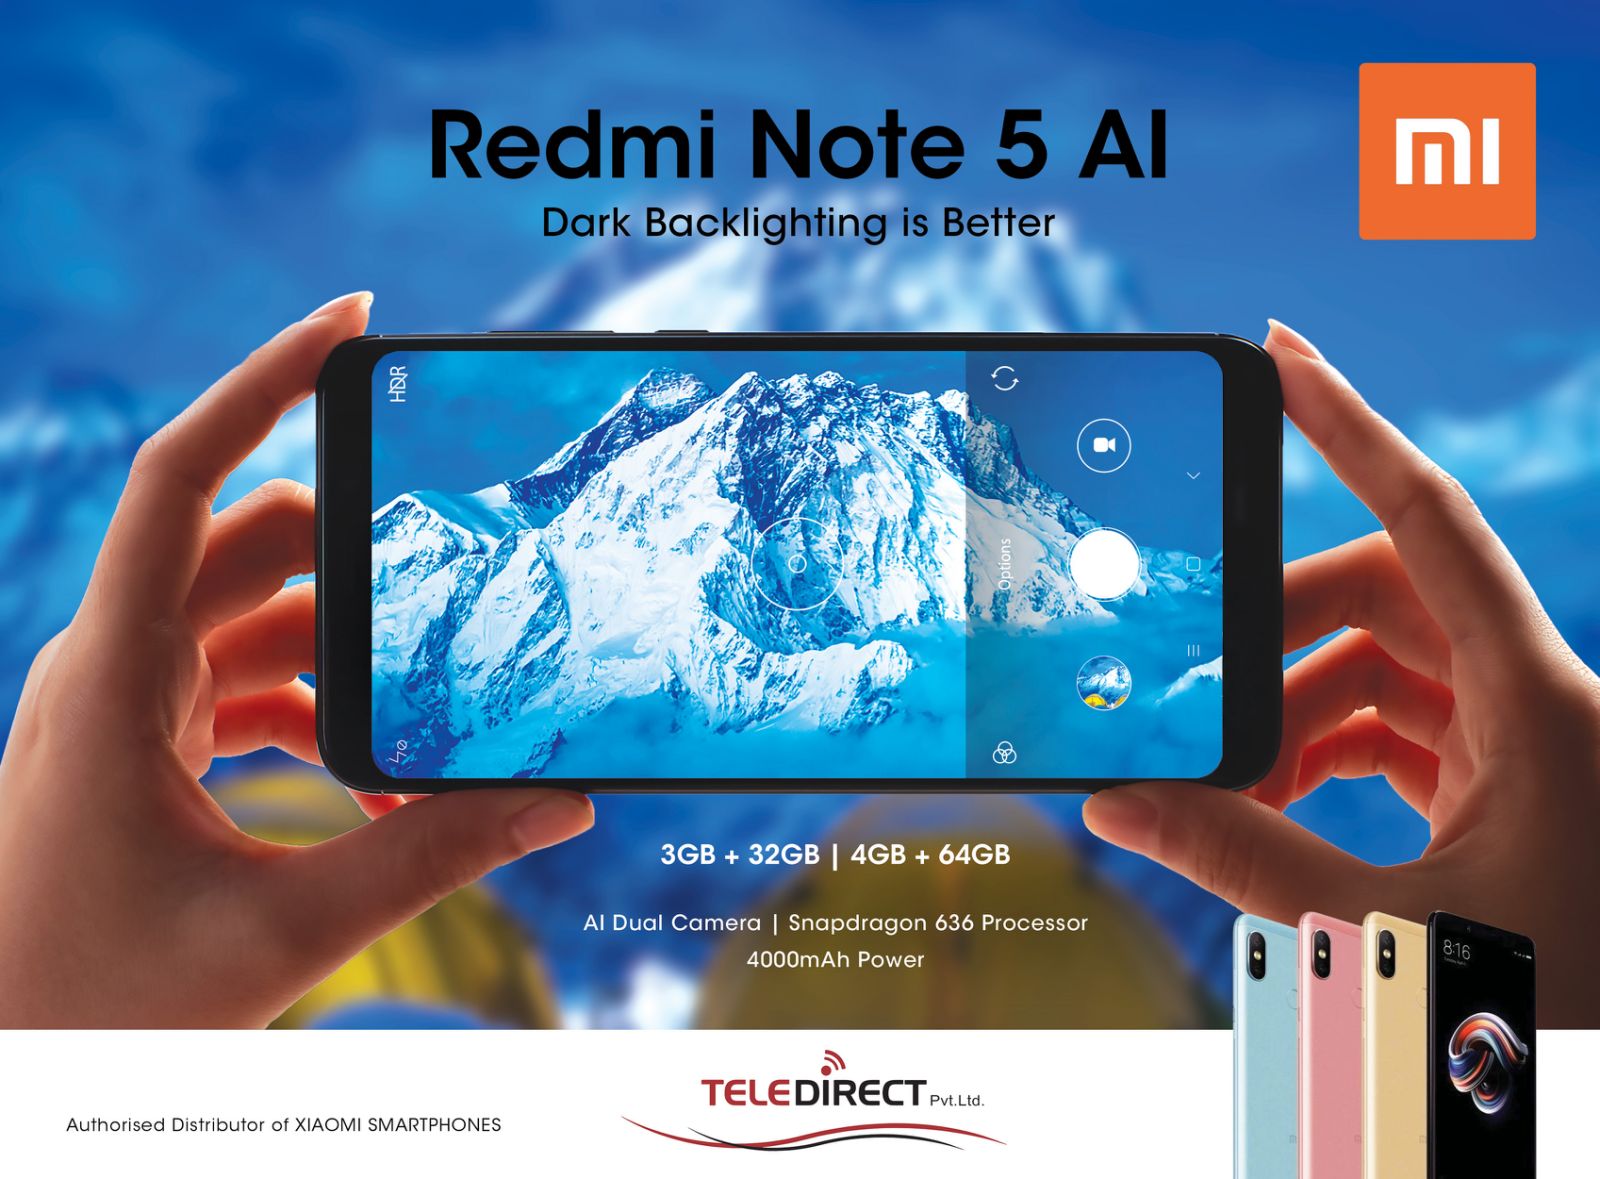 Redmi Note 5 AI
mi
Dark Backlighting is Better
HDR
Options
3GB + 32GB | 4GB + 64GB
AI Dual Camera | Snapdragon 636 Processor
4000mAh Power
8:16
TELEDIRECT Pvt.Ltd.
Authorised Distributor of XIAOMI SMARTPHONES